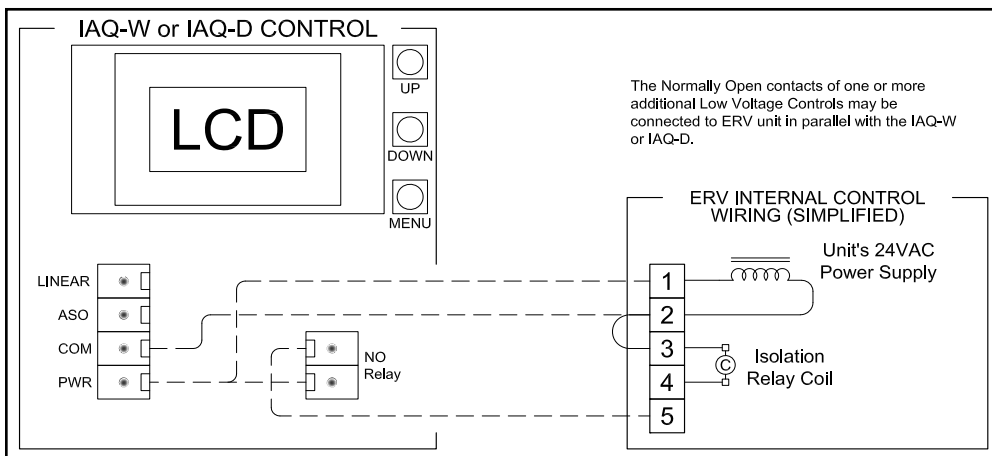 IAQ-W or IAQ-D CONTROL
LCD
UP
DOWN
MENU
The Normally Open contacts of one or more
additional Low Voltage Controls may be
connected to ERV unit in parallel with the IAQ-W
or IAQ-D.
ERV INTERNAL CONTROL
WIRING (SIMPLIFIED)
Unit's 24VAC
Power Supply
LINEAR
ASO
COM
PWR
NO
Relay
1
2
3
4
5
C
Isolation
Relay Coil